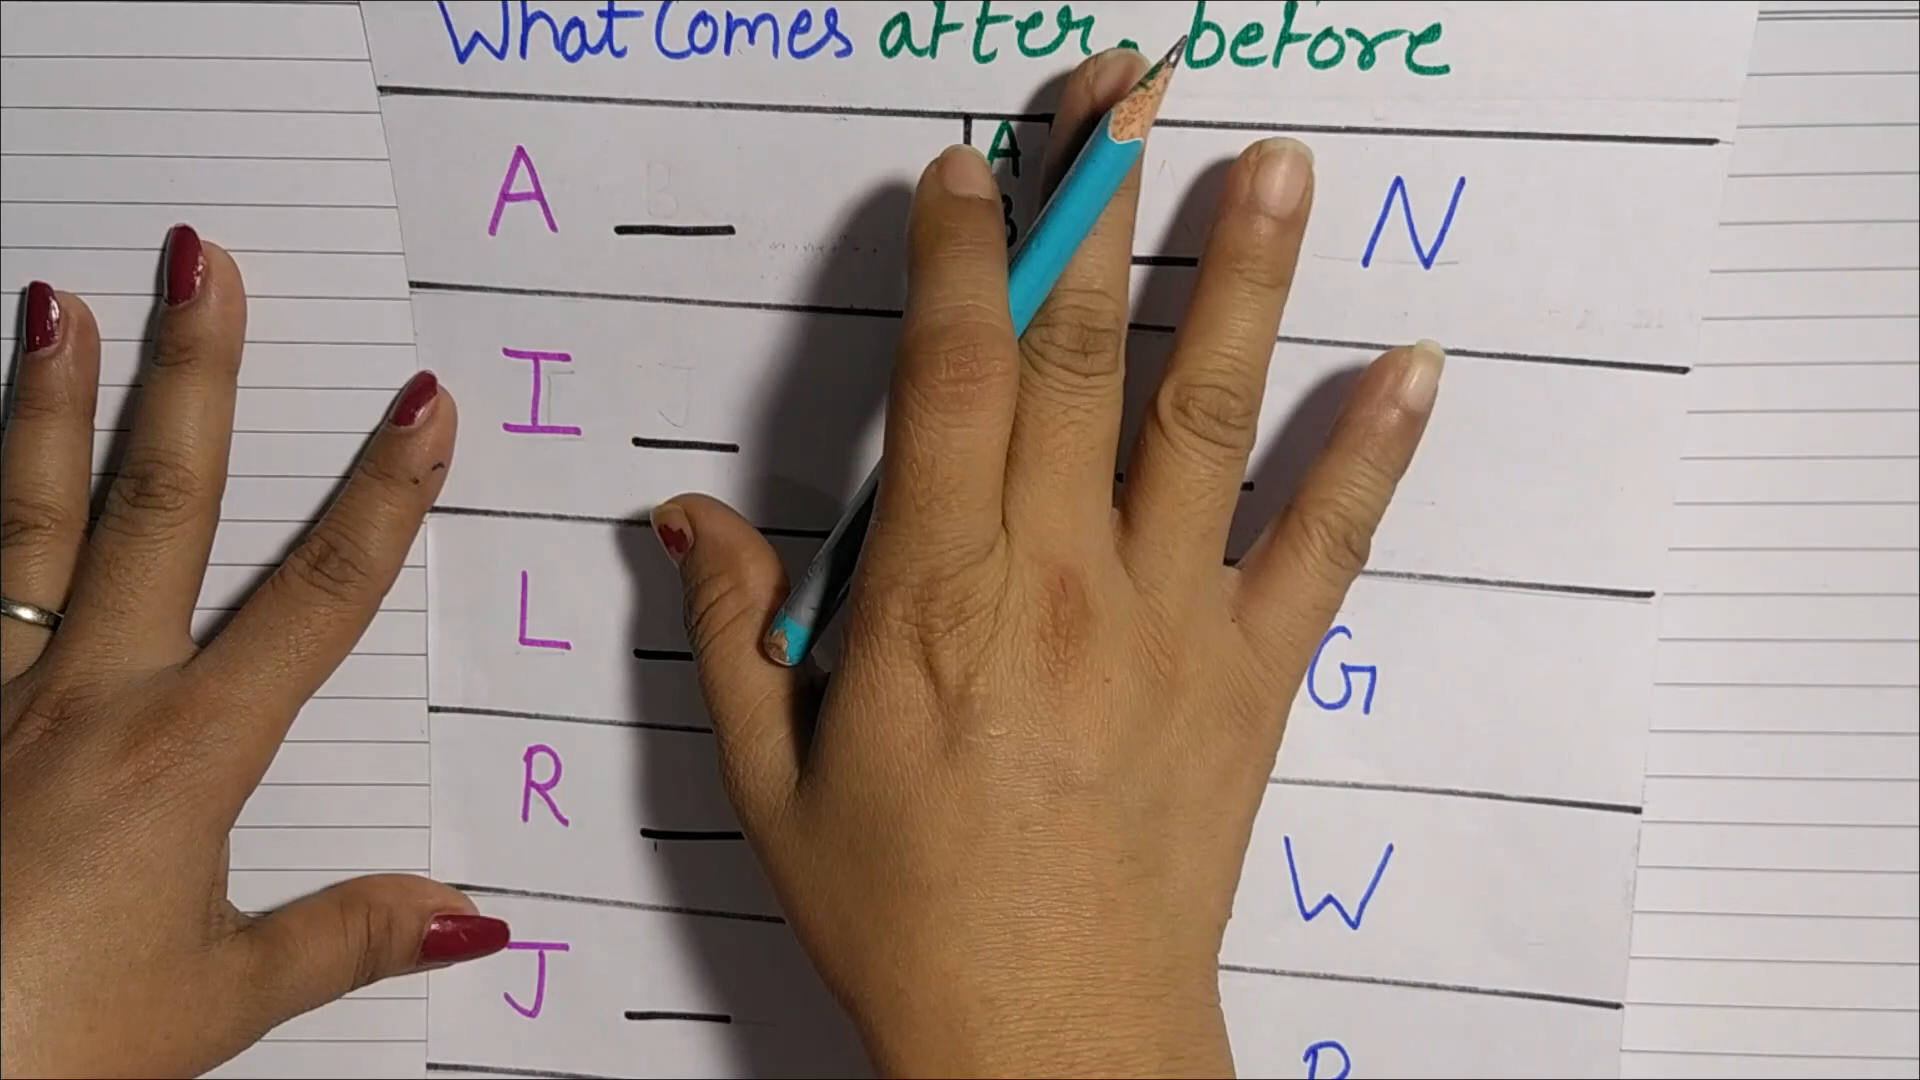 What Comes after, before
A B A N
B
I J
L G
R W
J